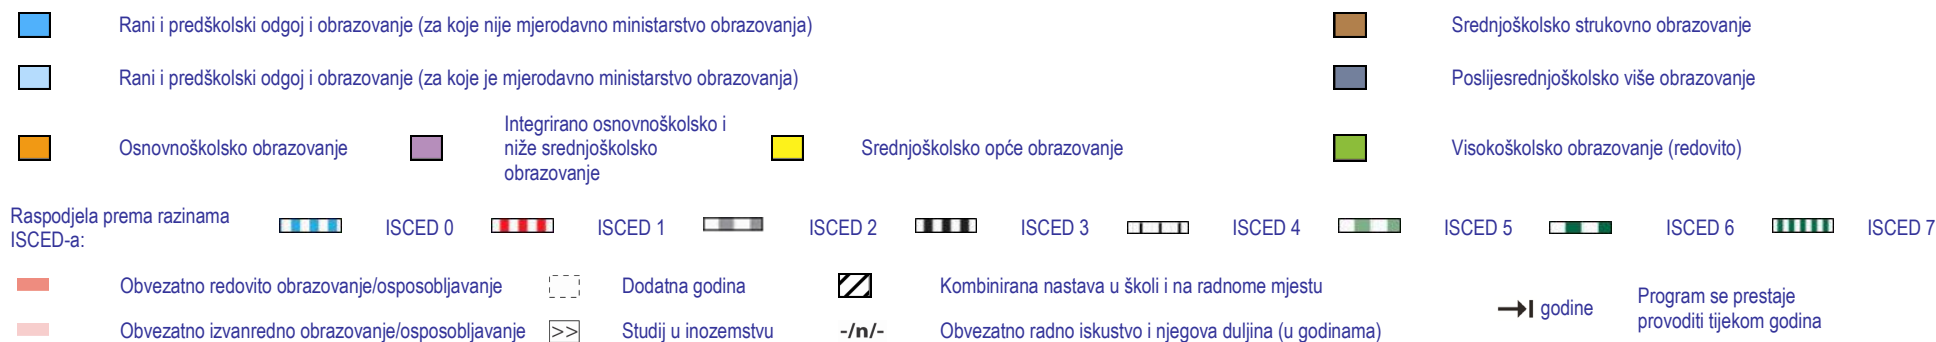 Rani i predškolski odgoj i obrazovanje (za koje nije mjerodavno ministarstvo obrazovanja)
Srednjoškolsko strukovno obrazovanje
Rani i predškolski odgoj i obrazovanje (za koje je mjerodavno ministarstvo obrazovanja)
Poslijesrednjoškolsko više obrazovanje
Osnovnoškolsko obrazovanje
Integrirano osnovnoškolsko i
niže srednjoškolsko
obrazovanje
Srednjoškolsko opće obrazovanje
Visokoškolsko obrazovanje (redovito)
Raspodjela prema razinama
ISCED-a:
ISCED 0
ISCED 1
ISCED 2
ISCED 3
ISCED 4
ISCED 5
ISCED 6
ISCED 7
Obvezatno redovito obrazovanje/osposobljavanje
Dodatna godina
Kombinirana nastava u školi i na radnome mjestu
godine
Program se prestaje
provoditi tijekom godina
Obvezatno izvanredno obrazovanje/osposobljavanje
>>
Studij u inozemstvu
-/n/-
Obvezatno radno iskustvo i njegova duljina (u godinama)